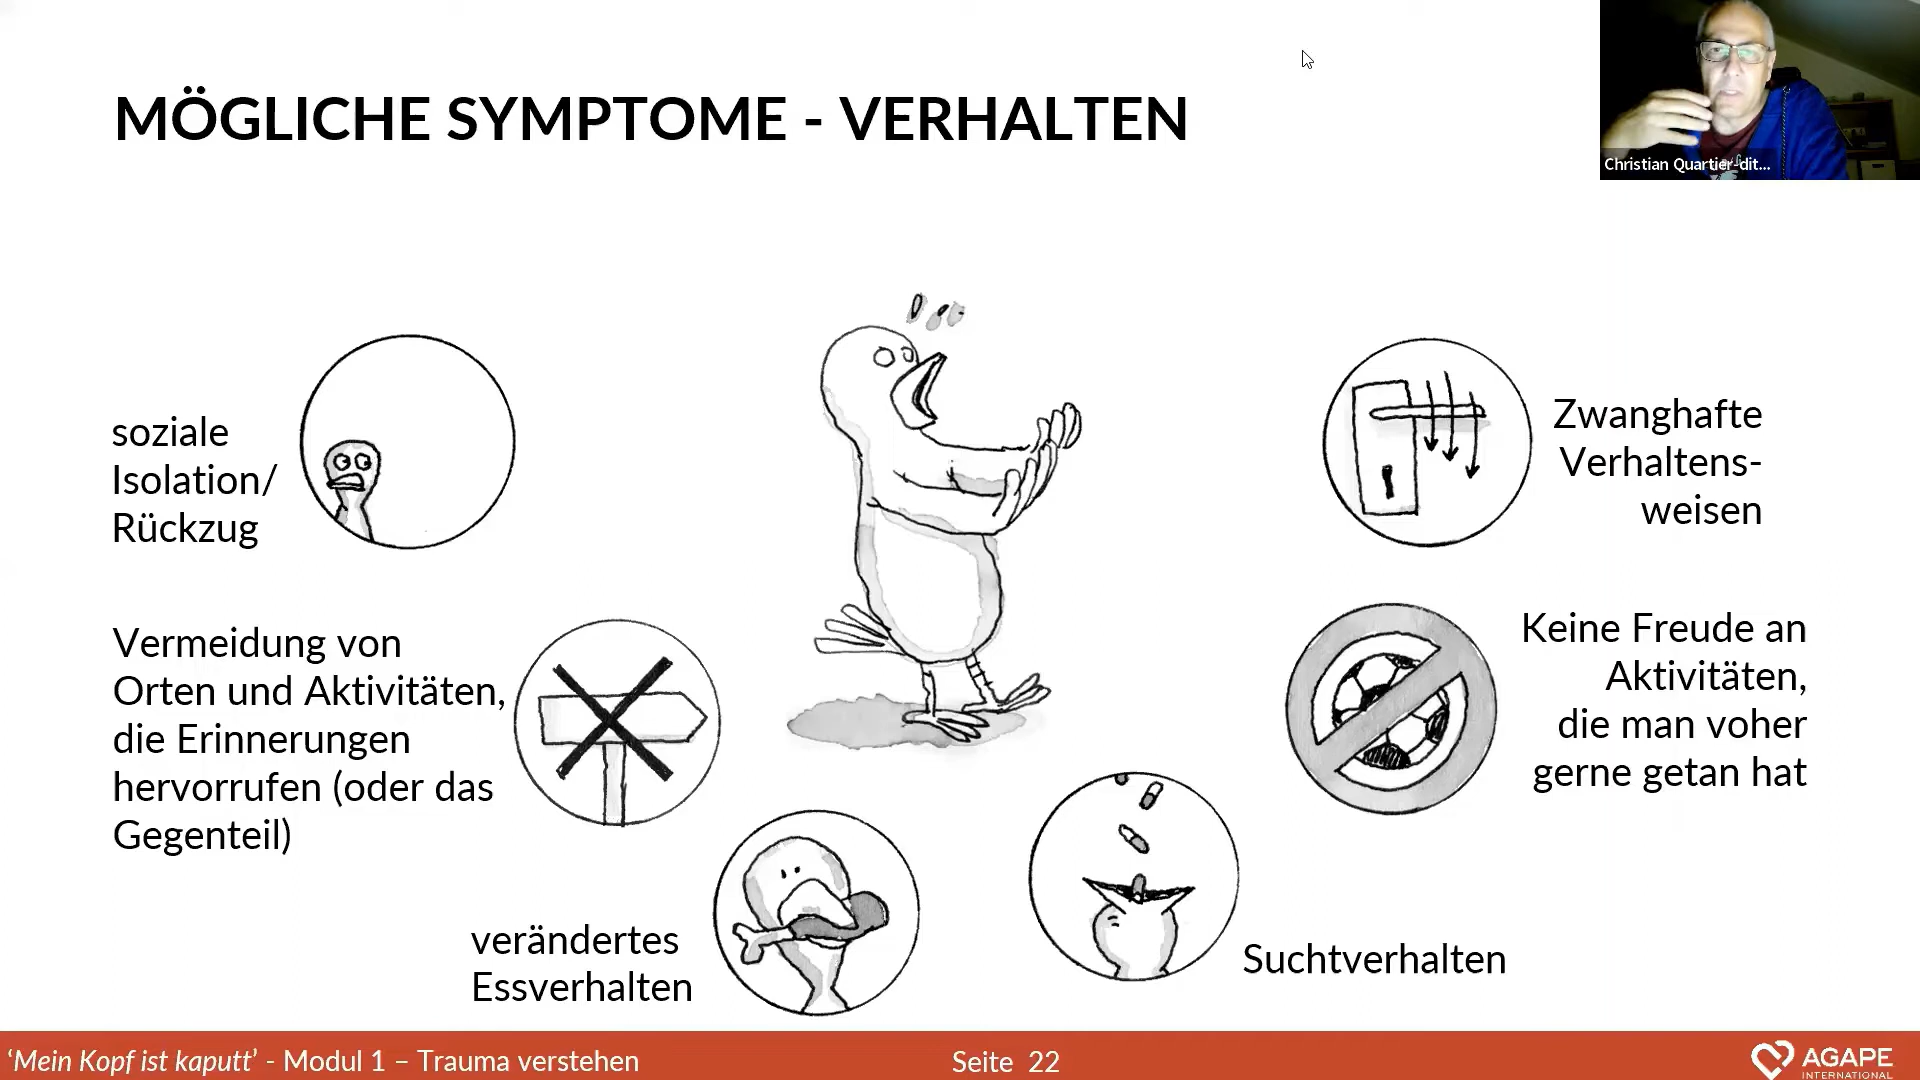 MÖGLICHE SYMPTOME - VERHALTEN
Christian Quartier-dit...
soziale
Isolation/
Rückzug
Zwanghafte
Verhaltens-
weisen
Vermeidung von
Orten und Aktivitäten,
die Erinnerungen
hervorrufen (oder das
Gegenteil)
Keine Freude an
Aktivitäten,
die man voher
gerne getan hat
verändertes
Essverhalten
Suchtverhalten
‘Mein Kopf ist kaputt’ - Modul 1 – Trauma verstehen
Seite 22
AGAPE
INTERNATIONAL